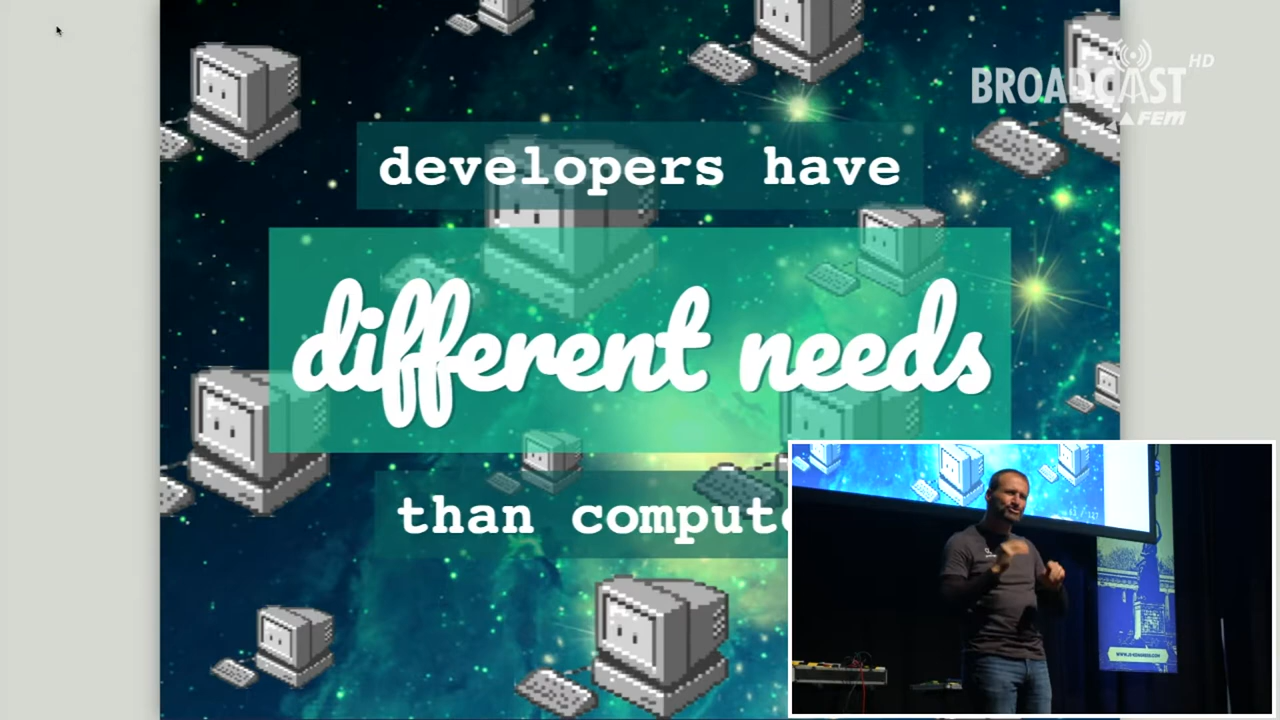 BROADCAST HD
FEM
developers have
different needs
than compute